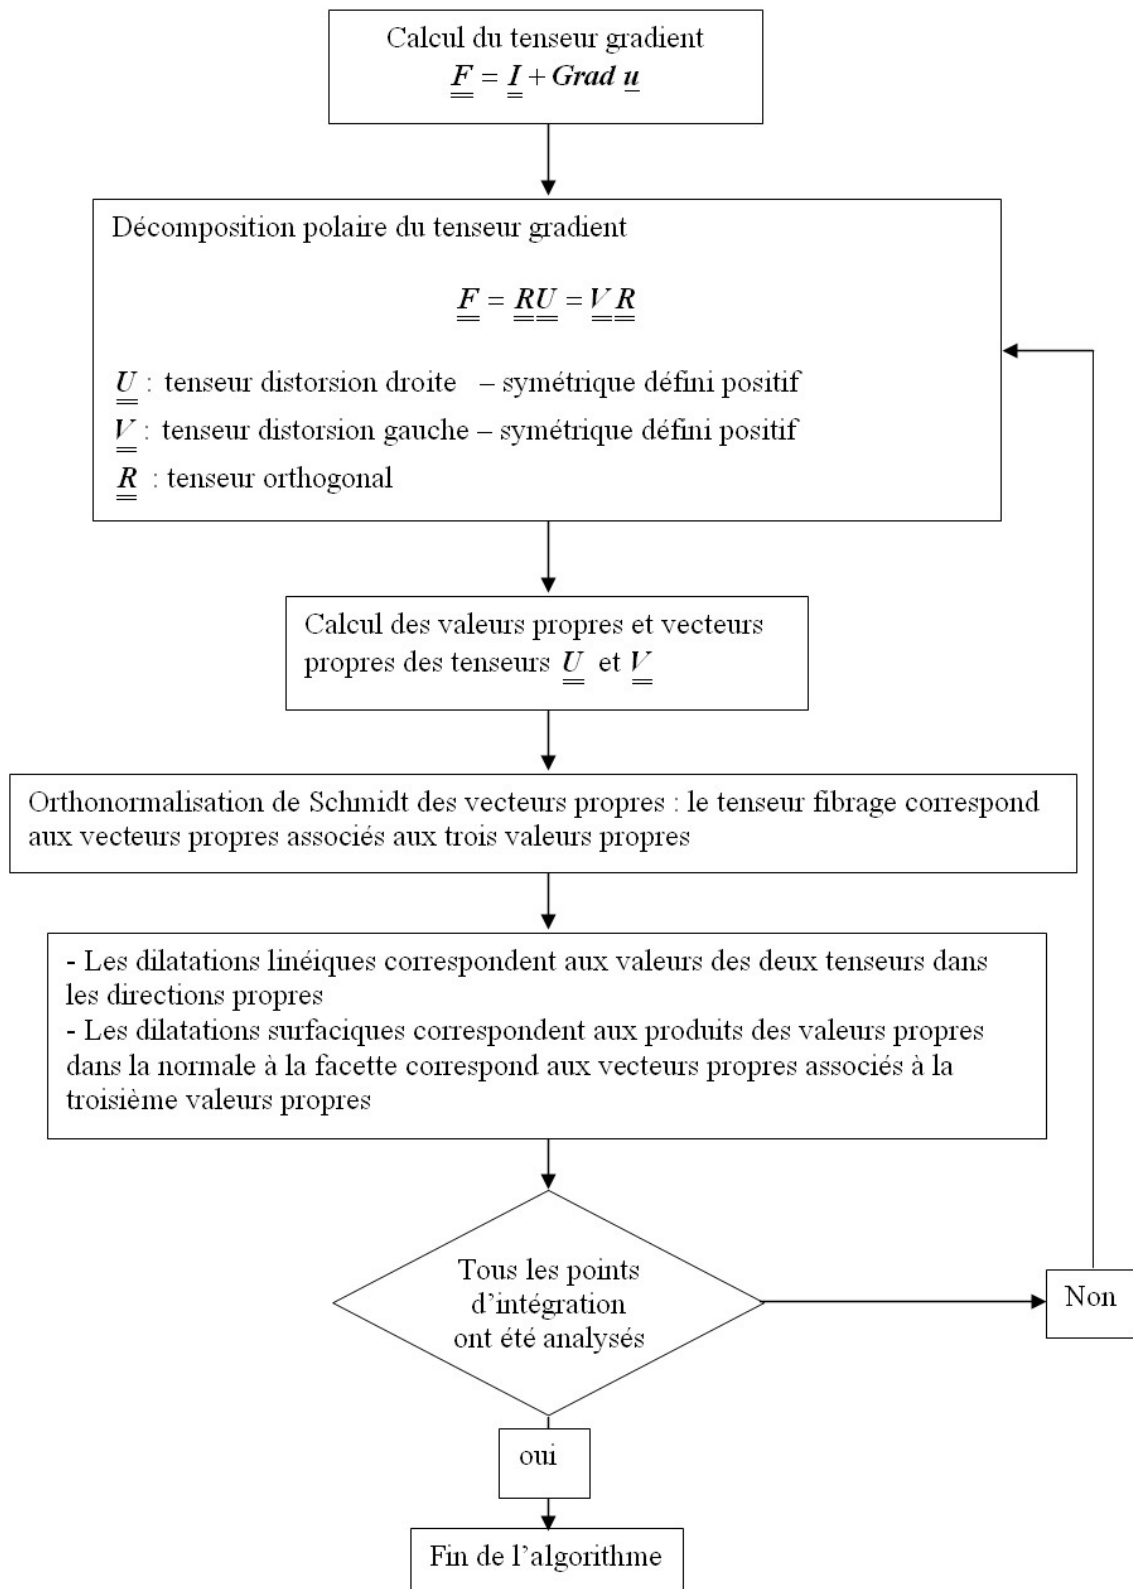 Calcul du tenseur gradient
F = I + Grad u
Décomposition polaire du tenseur gradient
F = RU = VR
U : tenseur distorsion droite – symétrique défini positif
V : tenseur distorsion gauche – symétrique défini positif
R : tenseur orthogonal
Calcul des valeurs propres et vecteurs
propres des tenseurs U et V
Orthonormalisation de Schmidt des vecteurs propres : le tenseur fibrage correspond
aux vecteurs propres associés aux trois valeurs propres
- Les dilatations linéiques correspondent aux valeurs des deux tenseurs dans
les directions propres
- Les dilatations surfaciques correspondent aux produits des valeurs propres
dans la normale à la facette correspond aux vecteurs propres associés à la
troisième valeurs propres
Tous les points
d’intégration
ont été analysés
Non
oui
Fin de l’algorithme